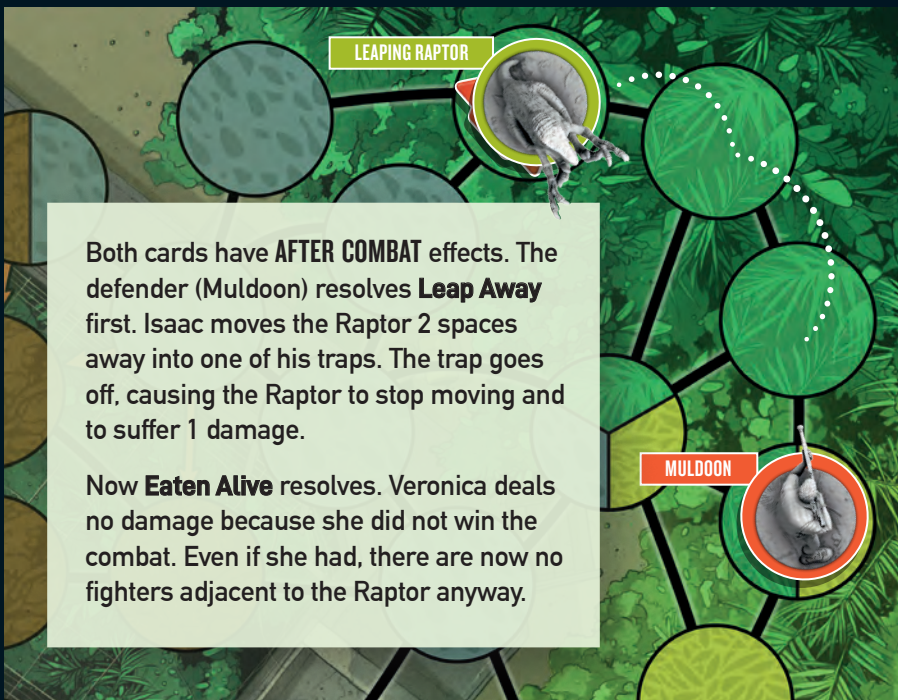 LEAPING RAPTOR
Both cards have AFTER COMBAT effects. The
defender (Muldoon) resolves Leap Away
first. Isaac moves the Raptor 2 spaces
away into one of his traps. The trap goes
off, causing the Raptor to stop moving and
to suffer 1 damage.
Now Eaten Alive resolves. Veronica deals
no damage because she did not win the
combat. Even if she had, there are now no
fighters adjacent to the Raptor anyway.
MULDOON